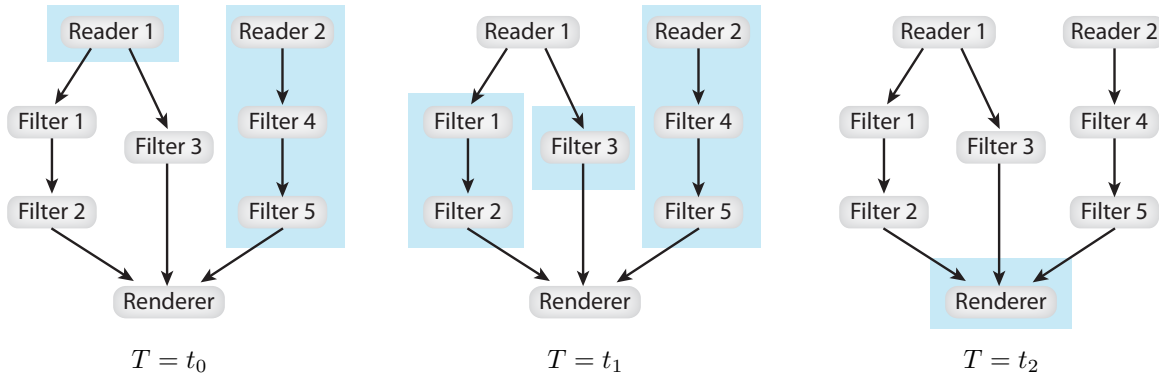 Reader 1
Reader 2
Filter 1
Filter 4
Filter 3
Filter 2
Filter 5
Renderer
T = t₀
Reader 1
Reader 2
Filter 1
Filter 4
Filter 3
Filter 2
Filter 5
Renderer
T = t₁
Reader 1
Reader 2
Filter 1
Filter 4
Filter 3
Filter 2
Filter 5
Renderer
T = t₂